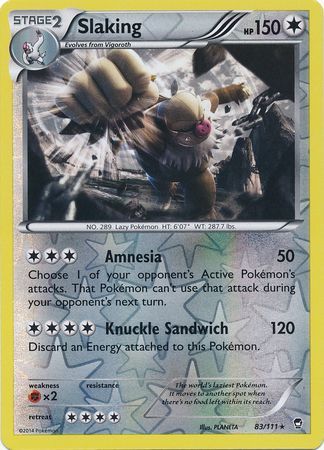 STAGE2 Slaking HP150
Evolves from Vigoroth
NO. 289 Lazy Pokémon HT: 6'07" WT: 287.7 lbs.
Amnesia 50
Choose 1 of your opponent's Active Pokémon's
attacks. That Pokémon can't use that attack during
your opponent's next turn.
Knuckle Sandwich 120
Discard an Energy attached to this Pokémon.
weakness resistance
×2
The world's laziest Pokémon.
It moves to another spot when
there's no food left within its reach.
retreat
©2014 Pokémon Illus. PLANETA 83/111★